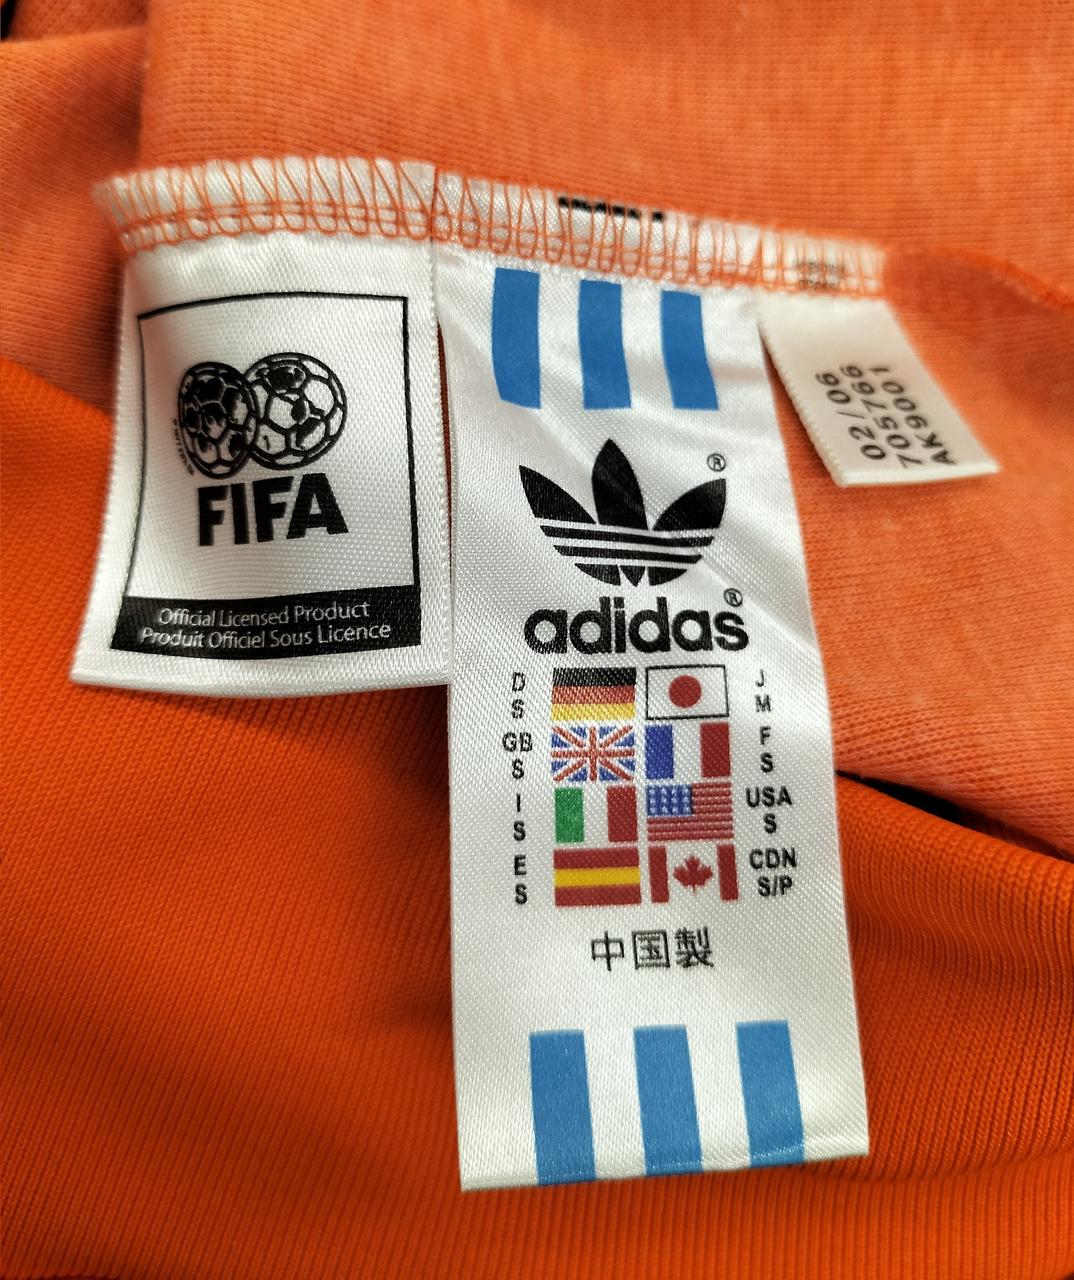 FIFA
Official Licensed Product
Produit Officiel Sous Licence
®
adidas®
D
S
J
M
GB
S
F
S
I
S
USA
S
E
S
CDN
S/P
中国製
02/06
705766
AK9001